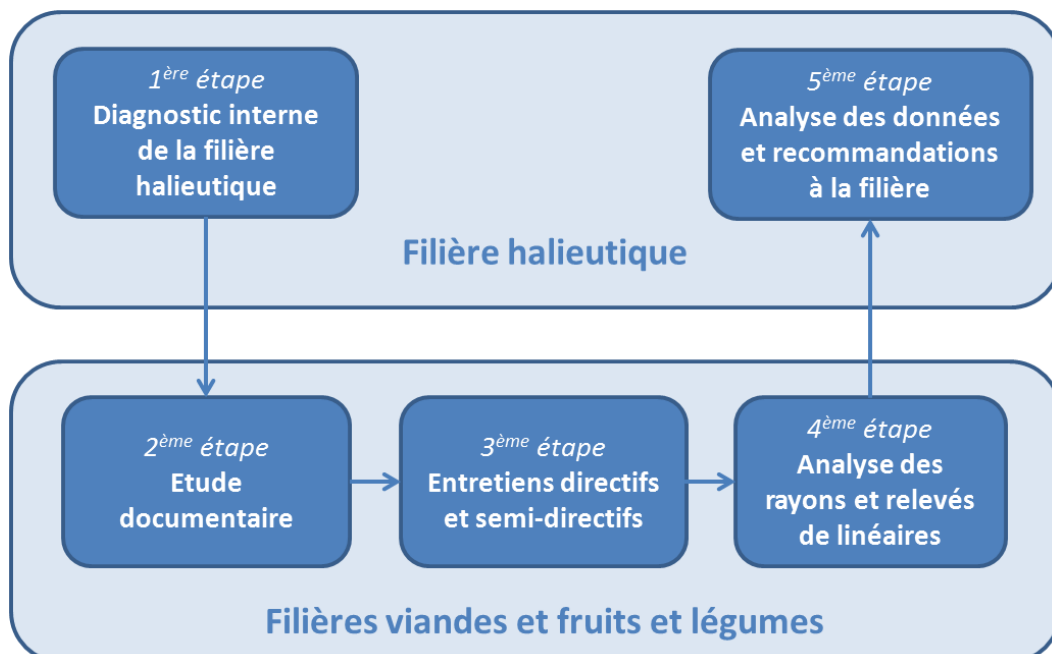 1ère étape
Diagnostic interne
de la filière
halieutique
5ème étape
Analyse des données
et recommandations
à la filière
Filière halieutique
2ème étape
Etude
documentaire
3ème étape
Entretiens directifs
et semi-directifs
4ème étape
Analyse des
rayons et relevés
de linéaires
Filières viandes et fruits et légumes